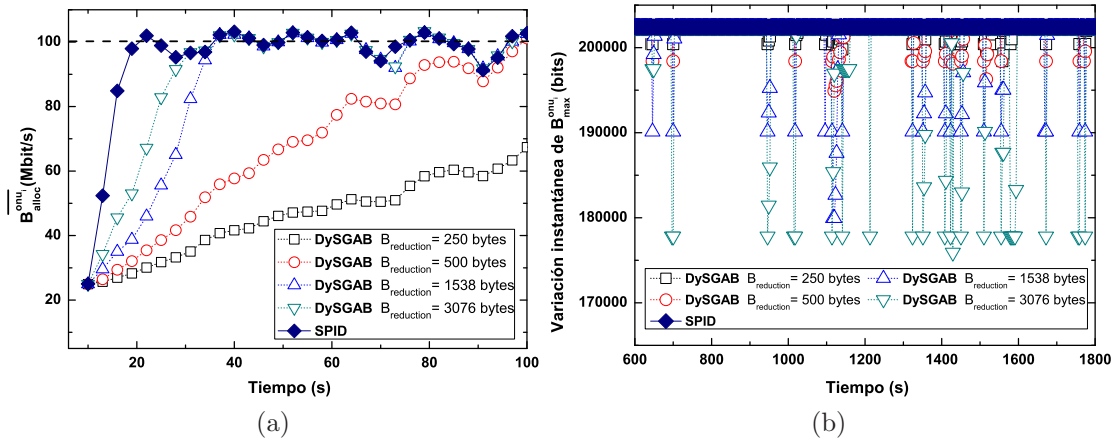 120
100
80
60
40
20
20
40
60
80
100
B̅ᵒⁿᵘⁱ alloc (Mbit/s)
Tiempo (s)
DySGAB B_reduction = 250 bytes
DySGAB B_reduction = 500 bytes
DySGAB B_reduction = 1538 bytes
DySGAB B_reduction = 3076 bytes
SPID
(a)
200000
190000
180000
170000
600
800
1000
1200
1400
1600
1800
Variación instantánea de B^{onu_i}_{max} (bits)
Tiempo (s)
DySGAB B_reduction = 250 bytes
DySGAB B_reduction = 1538 bytes
DySGAB B_reduction = 500 bytes
DySGAB B_reduction = 3076 bytes
SPID
(b)